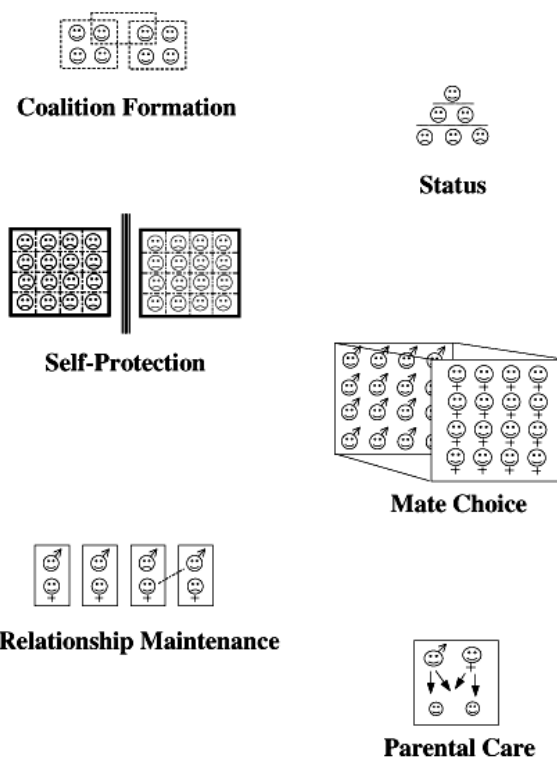 Coalition Formation
Status
Self-Protection
Mate Choice
Relationship Maintenance
Parental Care